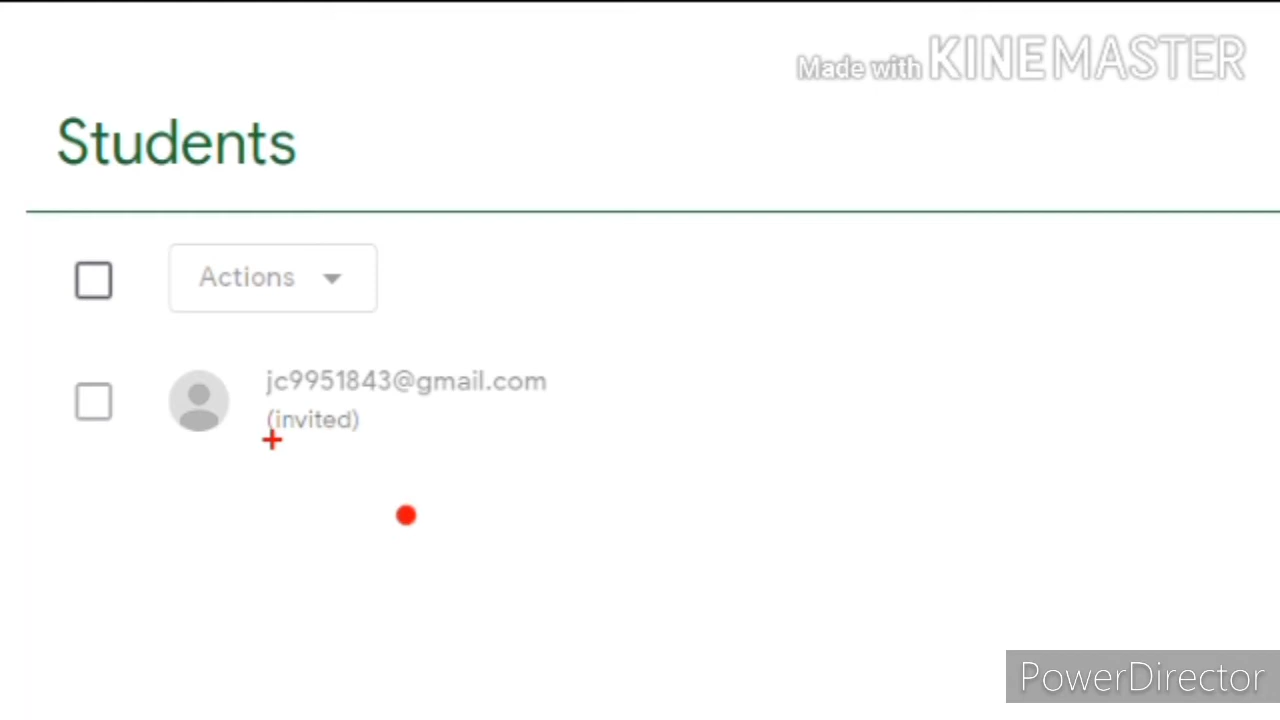 Made with KINEMASTER
Students
Actions
jc9951843@gmail.com
(invited)
PowerDirector